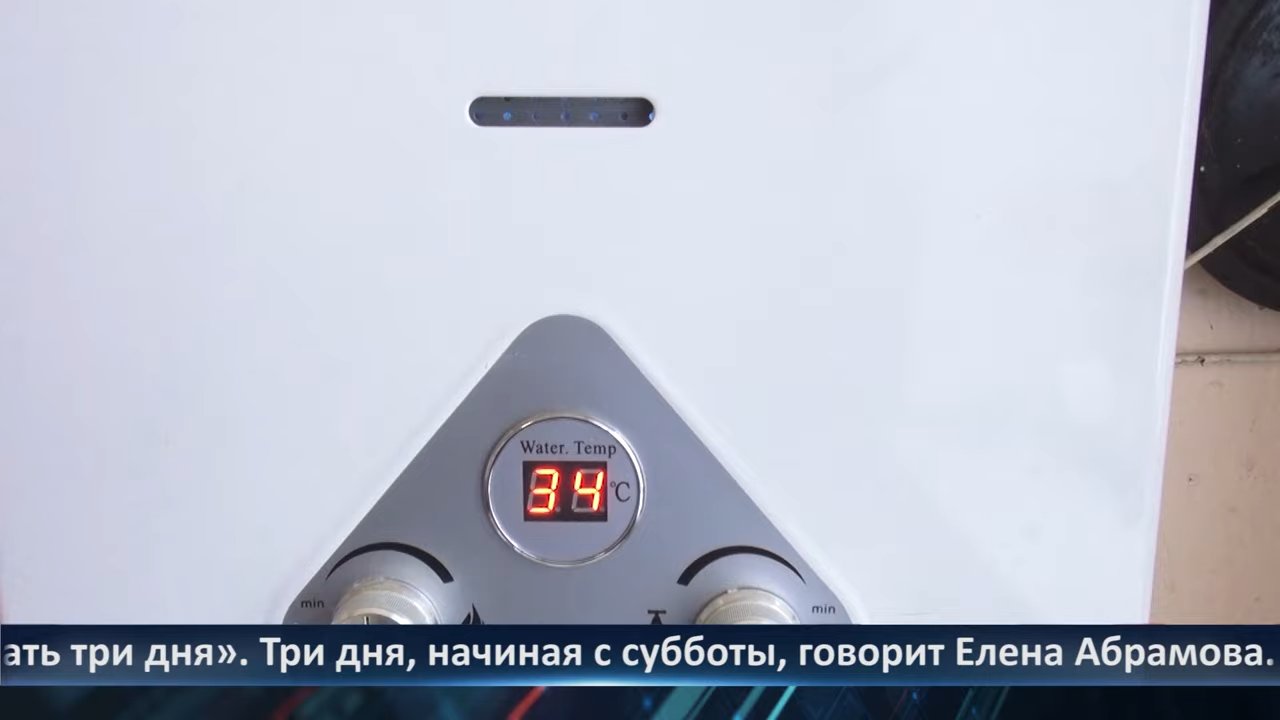 Water. Temp
34 °C
min
min
ать три дня». Три дня, начиная с субботы, говорит Елена Абрамова.